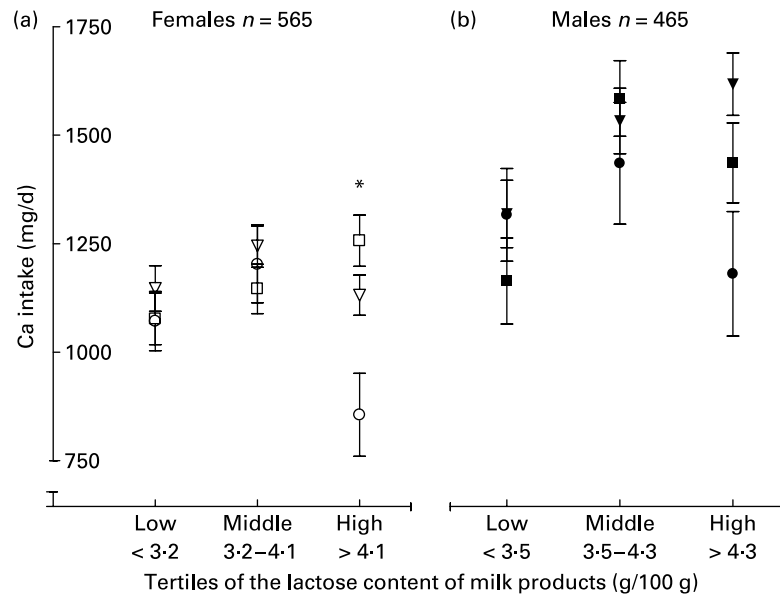 (a) Females n = 565
(b) Males n = 465
1750
1500
1250
1000
750
Ca intake (mg/d)
*
Low Middle High
< 3·2 3·2–4·1 > 4·1
Low Middle High
< 3·5 3·5–4·3 > 4·3
Tertiles of the lactose content of milk products (g/100 g)